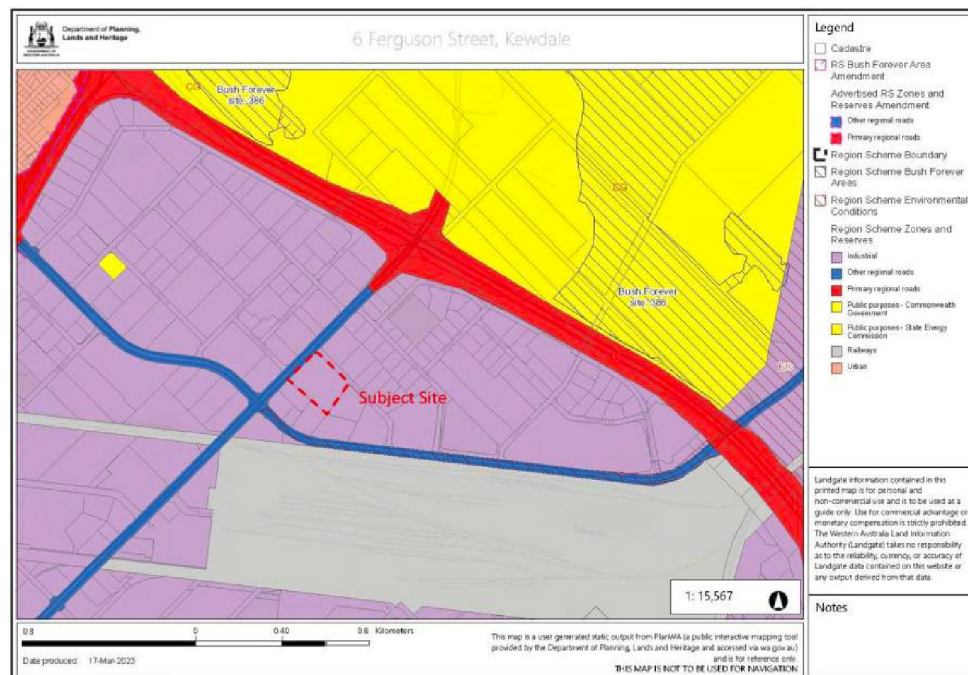 Department of Planning,
Lands and Heritage
GOVERNMENT OF
WESTERN AUSTRALIA
6 Ferguson Street, Kewdale
CG
Bush Forever
site: 386
CG
Bush Forever
site: 386
Subject Site
1: 15,567
0.8
0
0.40
0.8
Kilometers
Date produced: 17-Mar-2023
This map is a user generated static output from PlanWA (a public interactive mapping tool
provided by the Department of Planning, Lands and Heritage and accessed via wa.gov.au)
and is for reference only.
THIS MAP IS NOT TO BE USED FOR NAVIGATION
Legend
Cadastre
RS Bush Forever Area
Amendment
Advertised RS Zones and
Reserves Amendment
Other regional roads
Primary regional roads
Region Scheme Boundary
Region Scheme Bush Forever
Areas
Region Scheme Environmental
Conditions
Region Scheme Zones and
Reserves
Industrial
Other regional roads
Primary regional roads
Public purposes - Commonwealth
Government
Public purposes - State Energy
Commission
Railways
Urban
Landgate information contained in this
printed map is for personal and
non-commercial use and is to be used as a
guide only. Use for commercial advantage or
monetary compensation is strictly prohibited.
The Western Australia Land Information
Authority (Landgate) takes no responsibility
as to the reliability, currency, or accuracy of
Landgate data contained on this website or
any output derived from that data.
Notes